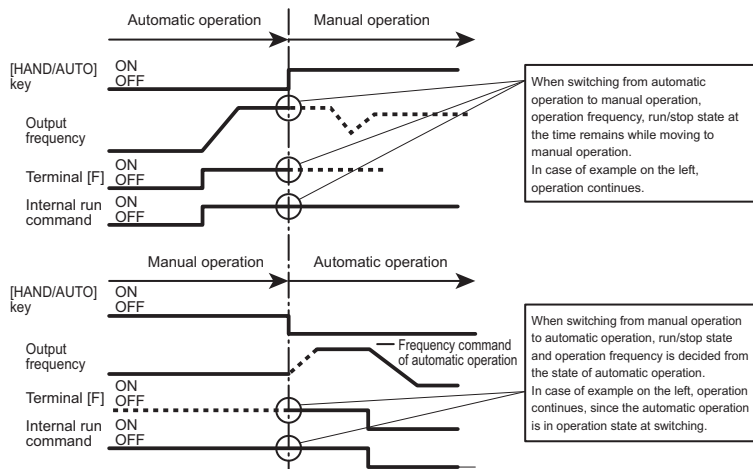 Automatic operation
Manual operation
[HAND/AUTO]
key
ON
OFF
Output
frequency
Terminal [F]
ON
OFF
Internal run
command
ON
OFF
When switching from automatic
operation to manual operation,
operation frequency, run/stop state at
the time remains while moving to
manual operation.
In case of example on the left,
operation continues.
Manual operation
Automatic operation
[HAND/AUTO]
key
ON
OFF
Output
frequency
Frequency command
of automatic operation
Terminal [F]
ON
OFF
Internal run
command
ON
OFF
When switching from manual operation
to automatic operation, run/stop state
and operation frequency is decided from
the state of automatic operation.
In case of example on the left, operation
continues, since the automatic operation
is in operation state at switching.